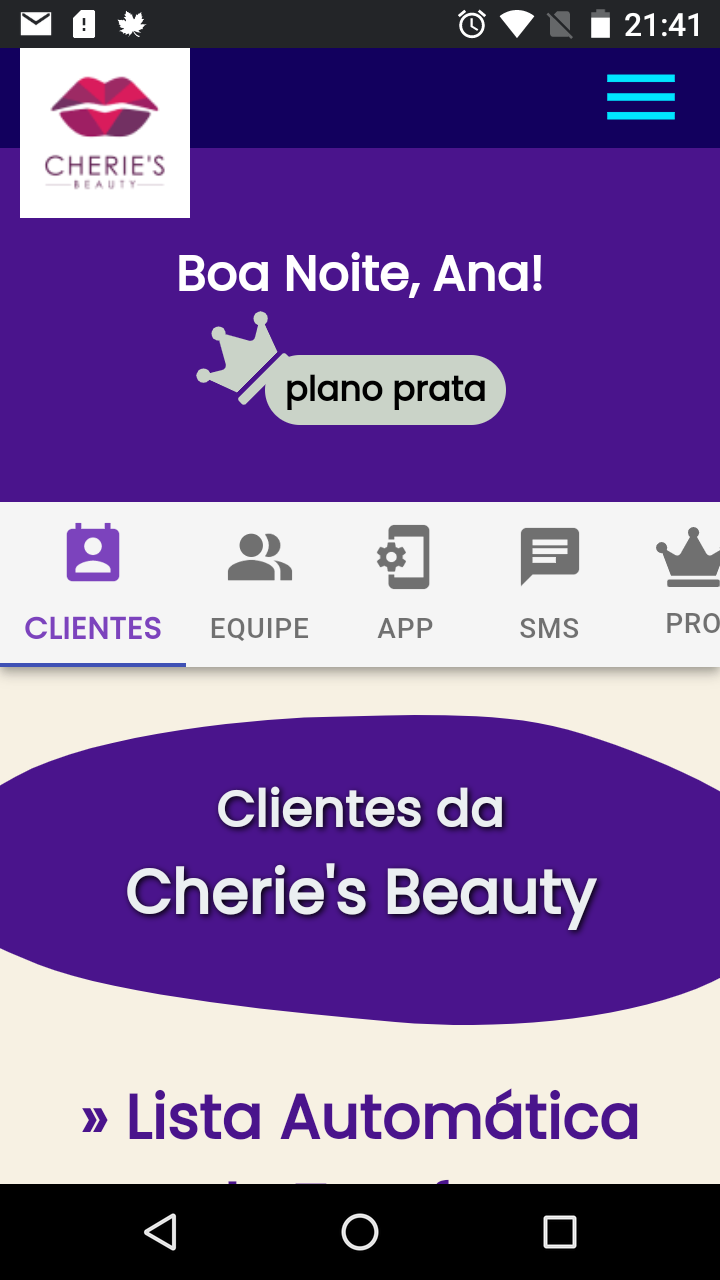 21:41
CHERIE'S
BEAUTY
Boa Noite, Ana!
plano prata
CLIENTES
EQUIPE
APP
SMS
PRO
Clientes da
Cherie's Beauty
» Lista Automática